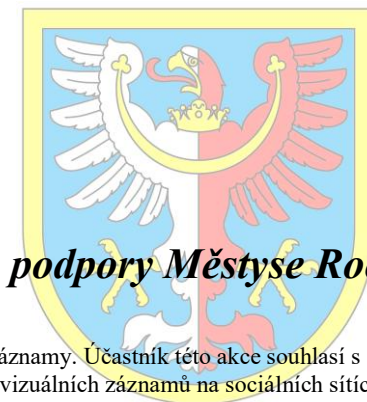 podpory Městyse Ro
áznamy. Účastník této akce souhlasí s
vizuálních záznamů na sociálních sítíc